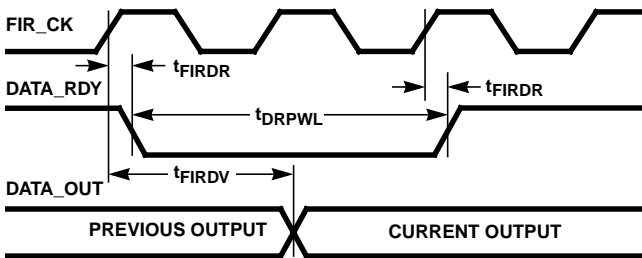 FIR_CK
tFIRDR
DATA_RDY
tFIRDR
tDRPWL
tFIRDV
DATA_OUT
PREVIOUS OUTPUT
CURRENT OUTPUT